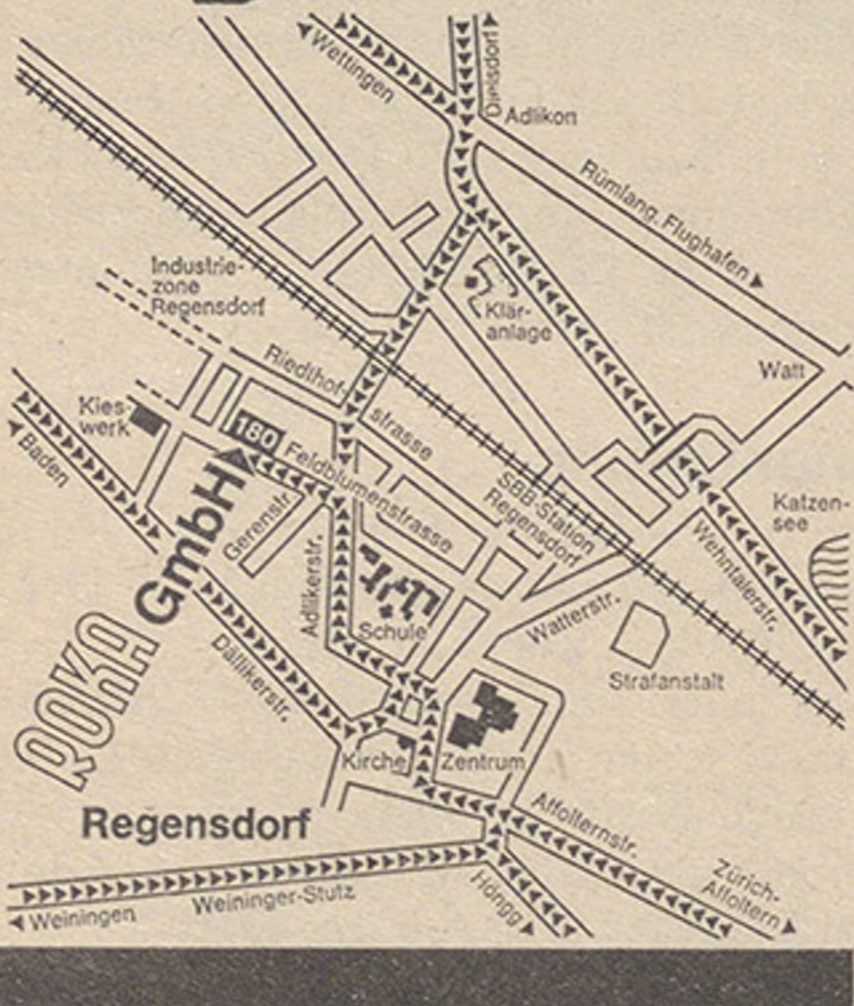 Wettingen
Dielsdorf
Adlikon
Rümlang. Flughafen
Industrie-
zone
Regensdorf
Klär-
anlage
Watt
Riedthof-
strasse
Kies-
werk
180
Baden
Feldblumenstrasse
SBB-Station
Regensdorf
Katzen-
see
Gerenstr.
Adlikerstr.
Wehntalerstr.
ROKA
GmbH
Schule
Watterstr.
Strafanstalt
Dällikerstr.
Kirche
Zentrum
Regensdorf
Affolternstr.
Zürich-
Affoltern
Weininger-Stutz
Weiningen
Höngg